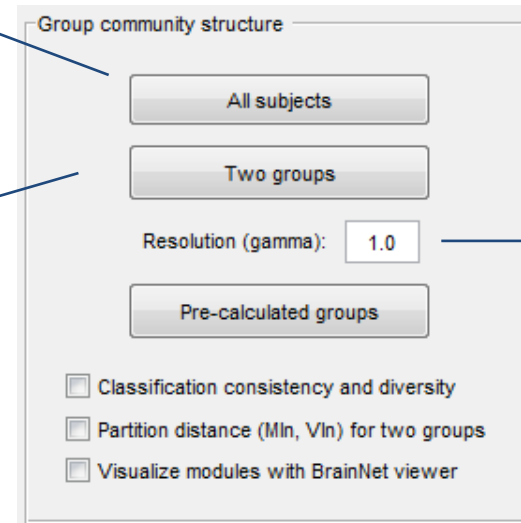 Group community structure
All subjects
Two groups
Resolution (gamma): 1.0
Pre-calculated groups
Classification consistency and diversity
Partition distance (MIn, VIn) for two groups
Visualize modules with BrainNet viewer